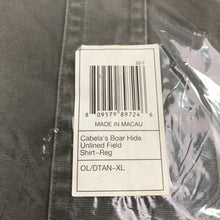 52-7
8 09579 89724 6
MADE IN MACAU
Cabela's Boar Hide
Unlined Field
Shirt-Reg
OL/DTAN-XL